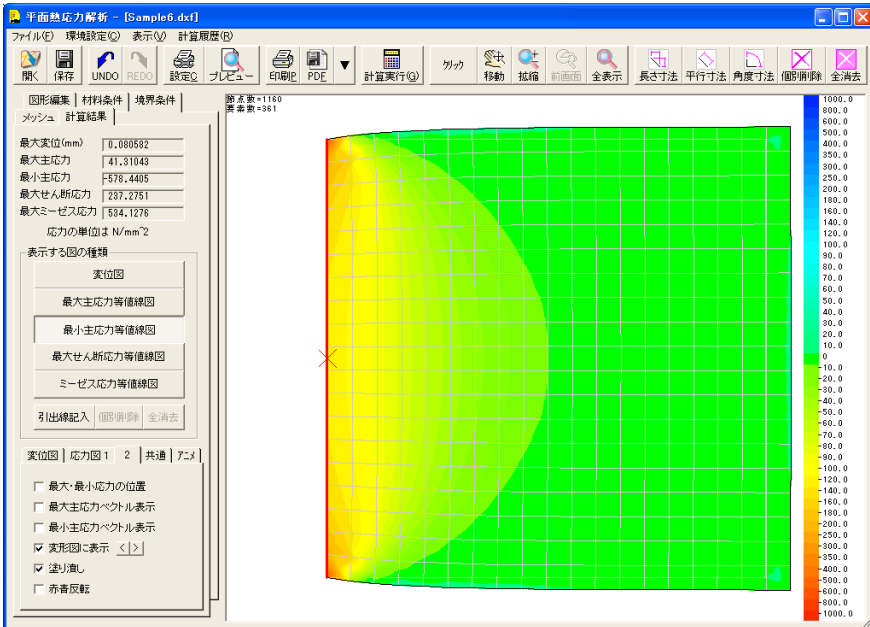 平面熱応力解析 - [Sample6.dxf]
ファイル(F) 環境設定(C) 表示(V) 計算履歴(R)
開く 保存 UNDO REDO 設定C プレビュー 印刷P PDF ▼ 計算実行(G) クリック 移動 拡縮 前画面 全表示 長さ寸法 平行寸法 角度寸法 個別削除 全消去
図形編集 材料条件 境界条件
メッシュ 計算結果
最大変位(mm) 0.080582
最大主応力 41.31043
最小主応力 -578.4405
最大せん断応力 237.2751
最大ミーゼス応力 534.1276
応力の単位は N/mm^2
表示する図の種類
変位図
最大主応力等値線図
最小主応力等値線図
最大せん断応力等値線図
ミーゼス応力等値線図
引出線記入 個別削除 全消去
変位図 応力図1 2 共通 アニメ
最大・最小応力の位置
最大主応力ベクトル表示
最小主応力ベクトル表示
変形図に表示 < >
塗り潰し
赤青反転
節点数=1160
要素数=361
1000.0
800.0
600.0
500.0
400.0
350.0
300.0
250.0
200.0
180.0
160.0
140.0
120.0
100.0
90.0
80.0
70.0
60.0
50.0
40.0
30.0
20.0
10.0
0
-10.0
-20.0
-30.0
-40.0
-50.0
-60.0
-70.0
-80.0
-90.0
-100.0
-120.0
-140.0
-160.0
-180.0
-200.0
-250.0
-300.0
-350.0
-400.0
-500.0
-600.0
-800.0
-1000.0